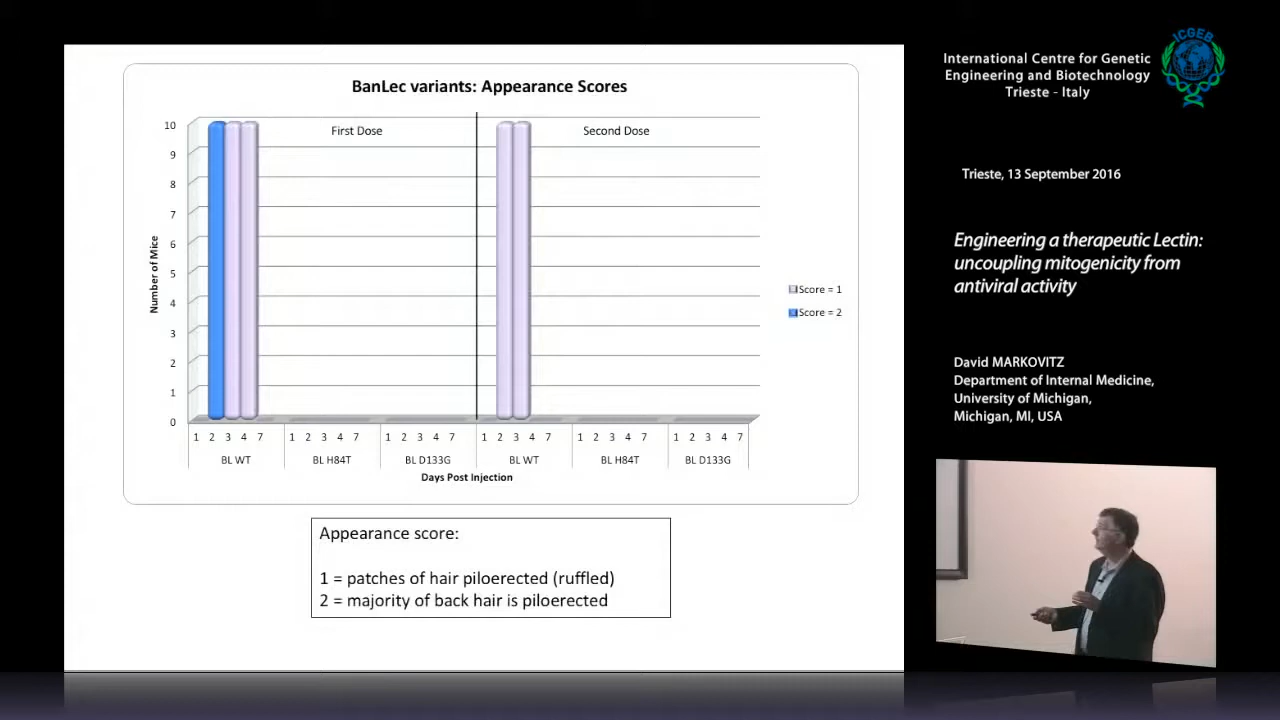 BanLec variants: Appearance Scores
First Dose
Second Dose
10
9
8
7
6
5
4
3
2
1
0
Number of Mice
1 2 3 4 7 1 2 3 4 7 1 2 3 4 7 1 2 3 4 7 1 2 3 4 7 1 2 3 4 7
BL WT BL H84T BL D133G BL WT BL H84T BL D133G
Days Post Injection
Score = 1
Score = 2
Appearance score:
1 = patches of hair piloerected (ruffled)
2 = majority of back hair is piloerected
International Centre for Genetic
Engineering and Biotechnology
Trieste - Italy
ICGEB
Trieste, 13 September 2016
Engineering a therapeutic Lectin:
uncoupling mitogenicity from
antiviral activity
David MARKOVITZ
Department of Internal Medicine,
University of Michigan,
Michigan, MI, USA